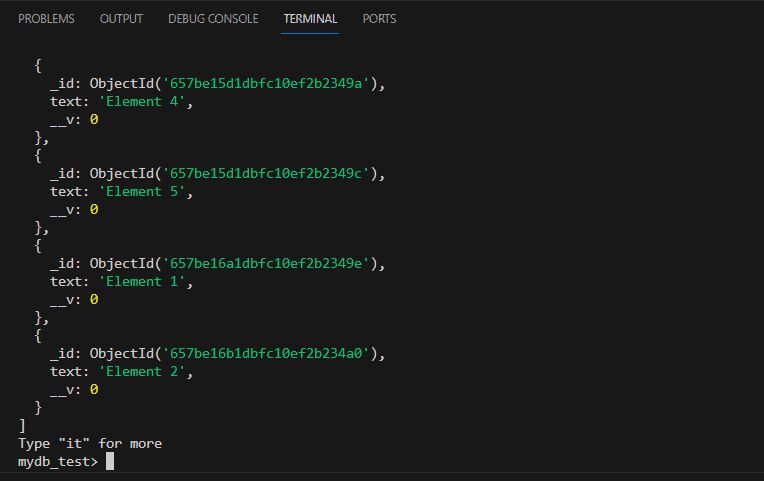 PROBLEMS OUTPUT DEBUG CONSOLE TERMINAL PORTS
{
_id: ObjectId('657be15d1dbfc10ef2b2349a'),
text: 'Element 4',
__v: 0
},
{
_id: ObjectId('657be15d1dbfc10ef2b2349c'),
text: 'Element 5',
__v: 0
},
{
_id: ObjectId('657be16a1dbfc10ef2b2349e'),
text: 'Element 1',
__v: 0
},
{
_id: ObjectId('657be16b1dbfc10ef2b234a0'),
text: 'Element 2',
__v: 0
}
]
Type "it" for more
mydb_test>